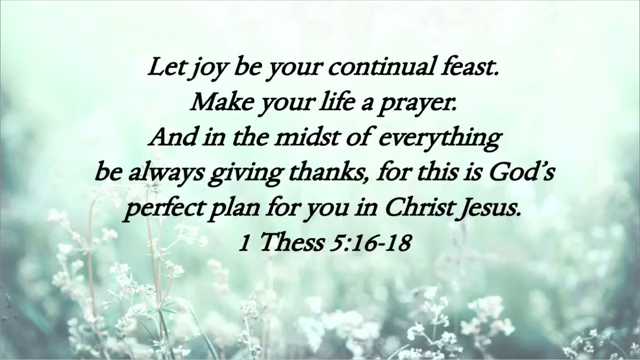 Let joy be your continual feast.
Make your life a prayer.
And in the midst of everything
be always giving thanks, for this is God’s
perfect plan for you in Christ Jesus.
1 Thess 5:16-18